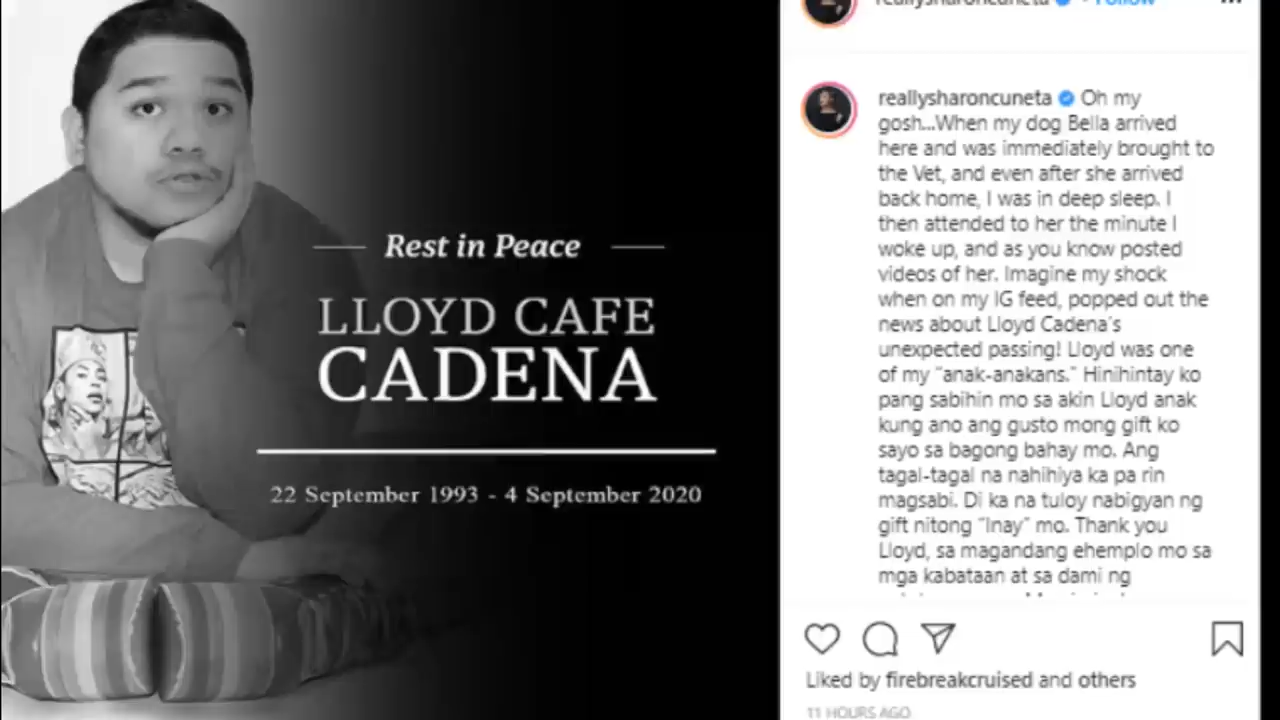 Rest in Peace
LLOYD CAFE
CADENA
22 September 1993 - 4 September 2020
reallysharoncuneta Follow
reallysharoncuneta Oh my
gosh...When my dog Bella arrived
here and was immediately brought to
the Vet, and even after she arrived
back home, I was in deep sleep. I
then attended to her the minute I
woke up, and as you know posted
videos of her. Imagine my shock
when on my IG feed, popped out the
news about Lloyd Cadena's
unexpected passing! Lloyd was one
of my "anak-anakans." Hinihintay ko
pang sabihin mo sa akin Lloyd anak
kung ano ang gusto mong gift ko
sayo sa bagong bahay mo. Ang
tagal-tagal na nahihiya ka pa rin
magsabi. Di ka na tuloy nabigyan ng
gift nitong "Inay" mo. Thank you
Lloyd, sa magandang ehemplo mo sa
mga kabataan at sa dami ng
Liked by firebreakcruised and others
11 HOURS AGO